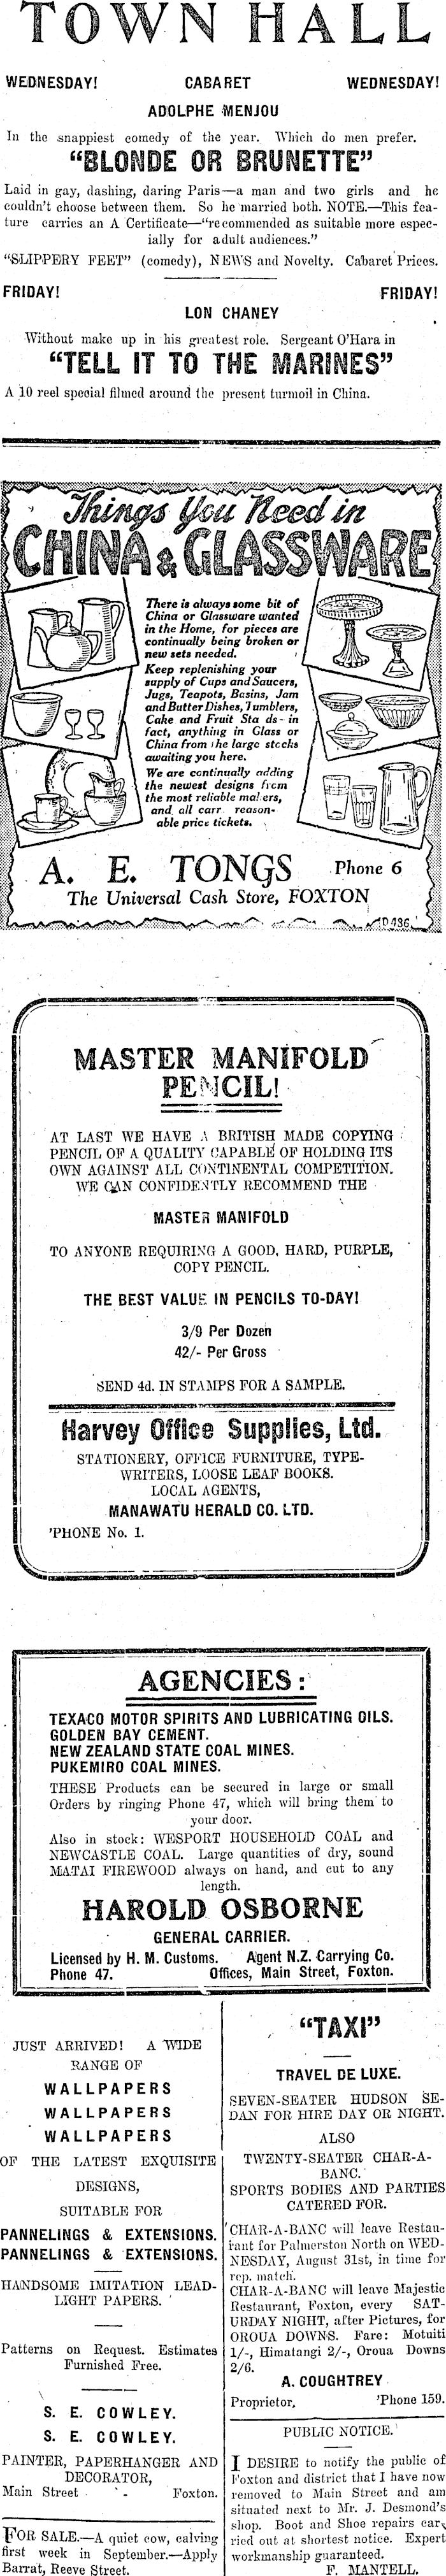 TOWN HALL
WEDNESDAY! CABARET WEDNESDAY!
ADOLPHE MENJOU
In the snappiest comedy of the year. Which do men prefer.
"BLONDE OR BRUNETTE"
Laid in gay, dashing, daring Paris—a man and two girls and he
couldn't choose between them. So he married both. NOTE.—This fea-
ture carries an A Certificate—"recommended as suitable more espec-
ially for adult audiences."
"SLIPPERY FEET" (comedy), NEWS and Novelty. Cabaret Prices.
FRIDAY! FRIDAY!
LON CHANEY
Without make up in his greatest role. Sergeant O'Hara in
"TELL IT TO THE MARINES"
A 10 reel special filmed around the present turmoil in China.
Things You Need in
CHINA & GLASSWARE
There is always some bit of
China or Glassware wanted
in the Home, for pieces are
continually being broken or
new sets needed.
Keep replenishing your
supply of Cups and Saucers,
Jugs, Teapots, Basins, Jam
and Butter Dishes, Tumblers,
Cake and Fruit Sta ds - in
fact, anything in Glass or
China from the large stocks
awaiting you here.
We are continually adding
the newest designs from
the most reliable makers,
and all carr reason-
able price tickets.
A. E. TONGS Phone 6
The Universal Cash Store, FOXTON
D 436
MASTER MANIFOLD
PENCIL!
AT LAST WE HAVE A BRITISH MADE COPYING
PENCIL OF A QUALITY CAPABLE OF HOLDING ITS
OWN AGAINST ALL CONTINENTAL COMPETITION.
WE CAN CONFIDENTLY RECOMMEND THE
MASTER MANIFOLD
TO ANYONE REQUIRING A GOOD, HARD, PURPLE,
COPY PENCIL.
THE BEST VALUE IN PENCILS TO-DAY!
3/9 Per Dozen
42/- Per Gross
SEND 4d. IN STAMPS FOR A SAMPLE.
Harvey Office Supplies, Ltd.
STATIONERY, OFFICE FURNITURE, TYPE-
WRITERS, LOOSE LEAF BOOKS.
LOCAL AGENTS,
MANAWATU HERALD CO. LTD.
'PHONE No. 1.
AGENCIES:
TEXACO MOTOR SPIRITS AND LUBRICATING OILS.
GOLDEN BAY CEMENT.
NEW ZEALAND STATE COAL MINES.
PUKEMIRO COAL MINES.
THESE Products can be secured in large or small
Orders by ringing Phone 47, which will bring them to
your door.
Also in stock: WESPORT HOUSEHOLD COAL and
NEWCASTLE COAL. Large quantities of dry, sound
MATAI FIREWOOD always on hand, and cut to any
length.
HAROLD OSBORNE
GENERAL CARRIER.
Licensed by H. M. Customs. Agent N.Z. Carrying Co.
Phone 47. Offices, Main Street, Foxton.
JUST ARRIVED! A WIDE
RANGE OF
WALLPAPERS
WALLPAPERS
WALLPAPERS
OF THE LATEST EXQUISITE
DESIGNS,
SUITABLE FOR
PANNELINGS & EXTENSIONS.
PANNELINGS & EXTENSIONS.
HANDSOME IMITATION LEAD-
LIGHT PAPERS.
Patterns on Request. Estimates
Furnished Free.
S. E. COWLEY.
S. E. COWLEY.
PAINTER, PAPERHANGER AND
DECORATOR,
Main Street - Foxton.
FOR SALE.—A quiet cow, calving
first week in September.—Apply
Barrat, Reeve Street.
"TAXI"
TRAVEL DE LUXE.
SEVEN-SEATER HUDSON SE-
DAN FOR HIRE DAY OR NIGHT.
ALSO
TWENTY-SEATER CHAR-A-
BANC.
SPORTS BODIES AND PARTIES
CATERED FOR.
CHAR-A-BANC will leave Restau-
rant for Palmerston North on WED-
NESDAY, August 31st, in time for
rep. match.
CHAR-A-BANC will leave Majestic
Restaurant, Foxton, every SAT-
URDAY NIGHT, after Pictures, for
OROUA DOWNS. Fare: Motuiti
1/-, Himatangi 2/-, Oroua Downs
2/6.
A. COUGHTREY
Proprietor. 'Phone 159.
PUBLIC NOTICE.
I DESIRE to notify the public of
Foxton and district that I have now
removed to Main Street and am
situated next to Mr. J. Desmond's
shop. Boot and Shoe repairs car-
ried out at shortest notice. Expert
workmanship guaranteed.
F. MANTELL.